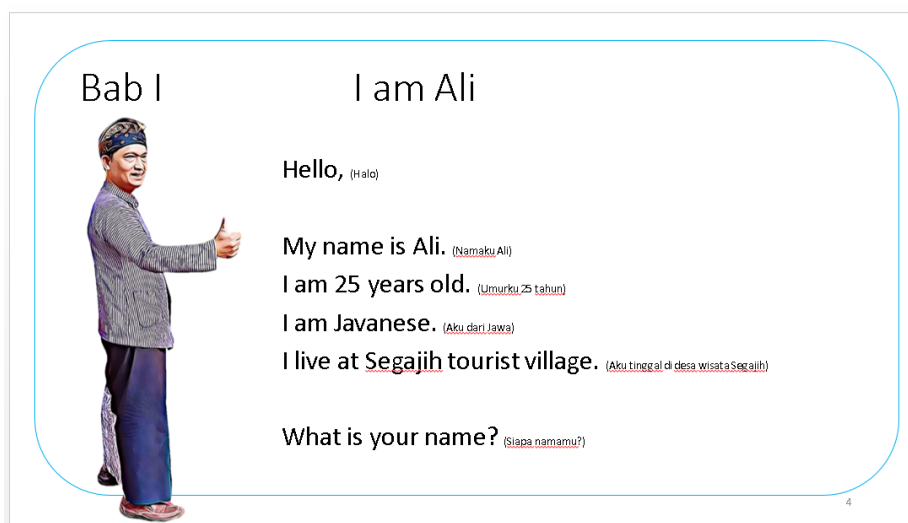 Bab I
I am Ali
Hello, (Halo)
My name is Ali. (Namaku Ali)
I am 25 years old. (Umurku 25 tahun)
I am Javanese. (Aku dari Jawa)
I live at Segajih tourist village. (Aku tinggal di desa wisata Segajih)
What is your name? (Siapa namamu?)
4